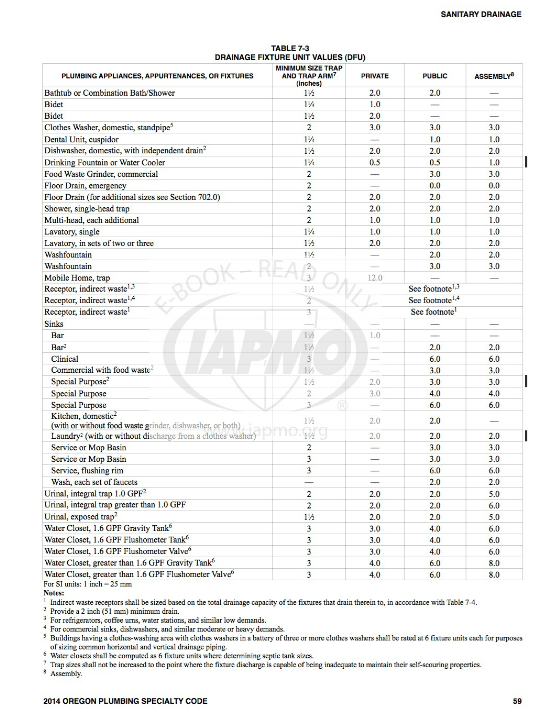 SANITARY DRAINAGE
TABLE 7-3
DRAINAGE FIXTURE UNIT VALUES (DFU)
PLUMBING APPLIANCES, APPURTENANCES, OR FIXTURES MINIMUM SIZE TRAP AND TRAP ARM⁷ (inches) PRIVATE PUBLIC ASSEMBLY⁸
Bathtub or Combination Bath/Shower 1½ 2.0 2.0 —
Bidet 1¼ 1.0 — —
Bidet 1½ 2.0 — —
Clothes Washer, domestic, standpipe⁵ 2 3.0 3.0 3.0
Dental Unit, cuspidor 1¼ — 1.0 1.0
Dishwasher, domestic, with independent drain² 1½ 2.0 2.0 2.0
Drinking Fountain or Water Cooler 1¼ 0.5 0.5 1.0
Food Waste Grinder, commercial 2 — 3.0 3.0
Floor Drain, emergency 2 — 0.0 0.0
Floor Drain (for additional sizes see Section 702.0) 2 2.0 2.0 2.0
Shower, single-head trap 2 2.0 2.0 2.0
Multi-head, each additional 2 1.0 1.0 1.0
Lavatory, single 1¼ 1.0 1.0 1.0
Lavatory, in sets of two or three 1½ 2.0 2.0 2.0
Washfountain 1½ — 2.0 2.0
Washfountain 2 — 3.0 3.0
Mobile Home, trap 3 12.0 — —
Receptor, indirect waste¹,³ 1½ See footnote¹,³
Receptor, indirect waste¹,⁴ 2 See footnote¹,⁴
Receptor, indirect waste¹ 3 See footnote¹
Sinks — — — —
Bar 1½ 1.0 — —
Bar² 1½ — 2.0 2.0
Clinical 3 — 6.0 6.0
Commercial with food waste² 1½ — 3.0 3.0
Special Purpose² 1½ 2.0 3.0 3.0
Special Purpose 2 3.0 4.0 4.0
Special Purpose 3 — 6.0 6.0
Kitchen, domestic²
(with or without food waste grinder, dishwasher, or both) 1½ 2.0 2.0 —
Laundry² (with or without discharge from a clothes washer) 1½ 2.0 2.0 2.0
Service or Mop Basin 2 — 3.0 3.0
Service or Mop Basin 3 — 3.0 3.0
Service, flushing rim 3 — 6.0 6.0
Wash, each set of faucets — — 2.0 2.0
Urinal, integral trap 1.0 GPF² 2 2.0 2.0 5.0
Urinal, integral trap greater than 1.0 GPF 2 2.0 2.0 6.0
Urinal, exposed trap² 1½ 2.0 2.0 5.0
Water Closet, 1.6 GPF Gravity Tank⁶ 3 3.0 4.0 6.0
Water Closet, 1.6 GPF Flushometer Tank⁶ 3 3.0 4.0 6.0
Water Closet, 1.6 GPF Flushometer Valve⁶ 3 3.0 4.0 6.0
Water Closet, greater than 1.6 GPF Gravity Tank⁶ 3 4.0 6.0 8.0
Water Closet, greater than 1.6 GPF Flushometer Valve⁶ 3 4.0 6.0 8.0
For SI units: 1 inch = 25 mm
Notes:
¹ Indirect waste receptors shall be sized based on the total drainage capacity of the fixtures that drain therein to, in accordance with Table 7-4.
² Provide a 2 inch (51 mm) minimum drain.
³ For refrigerators, coffee urns, water stations, and similar low demands.
⁴ For commercial sinks, dishwashers, and similar moderate or heavy demands.
⁵ Buildings having a clothes-washing area with clothes washers in a battery of three or more clothes washers shall be rated at 6 fixture units each for purposes
of sizing common horizontal and vertical drainage piping.
⁶ Water closets shall be computed as 6 fixture units where determining septic tank sizes.
⁷ Trap sizes shall not be increased to the point where the fixture discharge is capable of being inadequate to maintain their self-scouring properties.
⁸ Assembly.
E-BOOK – READ ONLY
IAPMO ®
www.iapmo.org
2014 OREGON PLUMBING SPECIALTY CODE 59